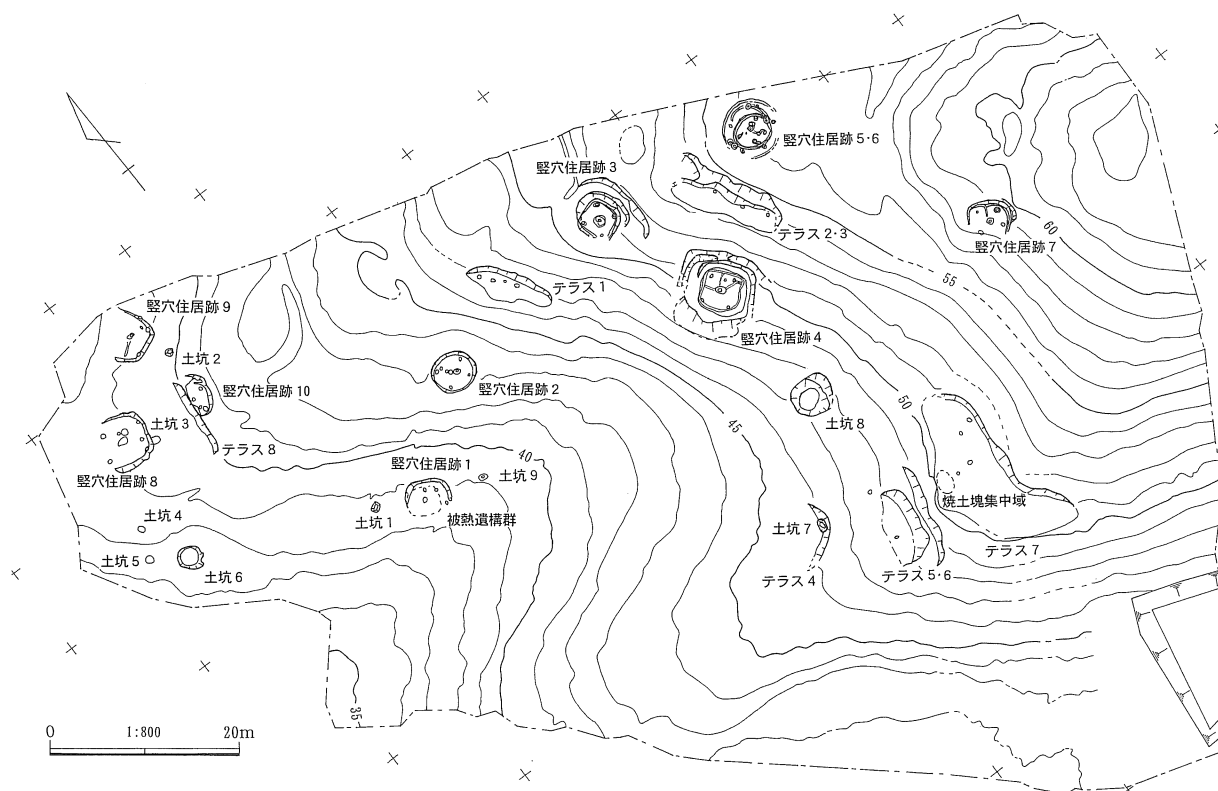 竪穴住居跡 5･6
竪穴住居跡 3
テラス 2･3
竪穴住居跡 7
60
55
テラス 1
竪穴住居跡 9
竪穴住居跡 4
土坑 2
竪穴住居跡 10
竪穴住居跡 2
土坑 3
50
土坑 8
45
テラス 8
40
竪穴住居跡 8
竪穴住居跡 1
土坑 9
焼土塊集中域
土坑 4
土坑 1
被熱遺構群
土坑 7
テラス 7
土坑 5
土坑 6
テラス 4
テラス 5･6
35
0 1:800 20m